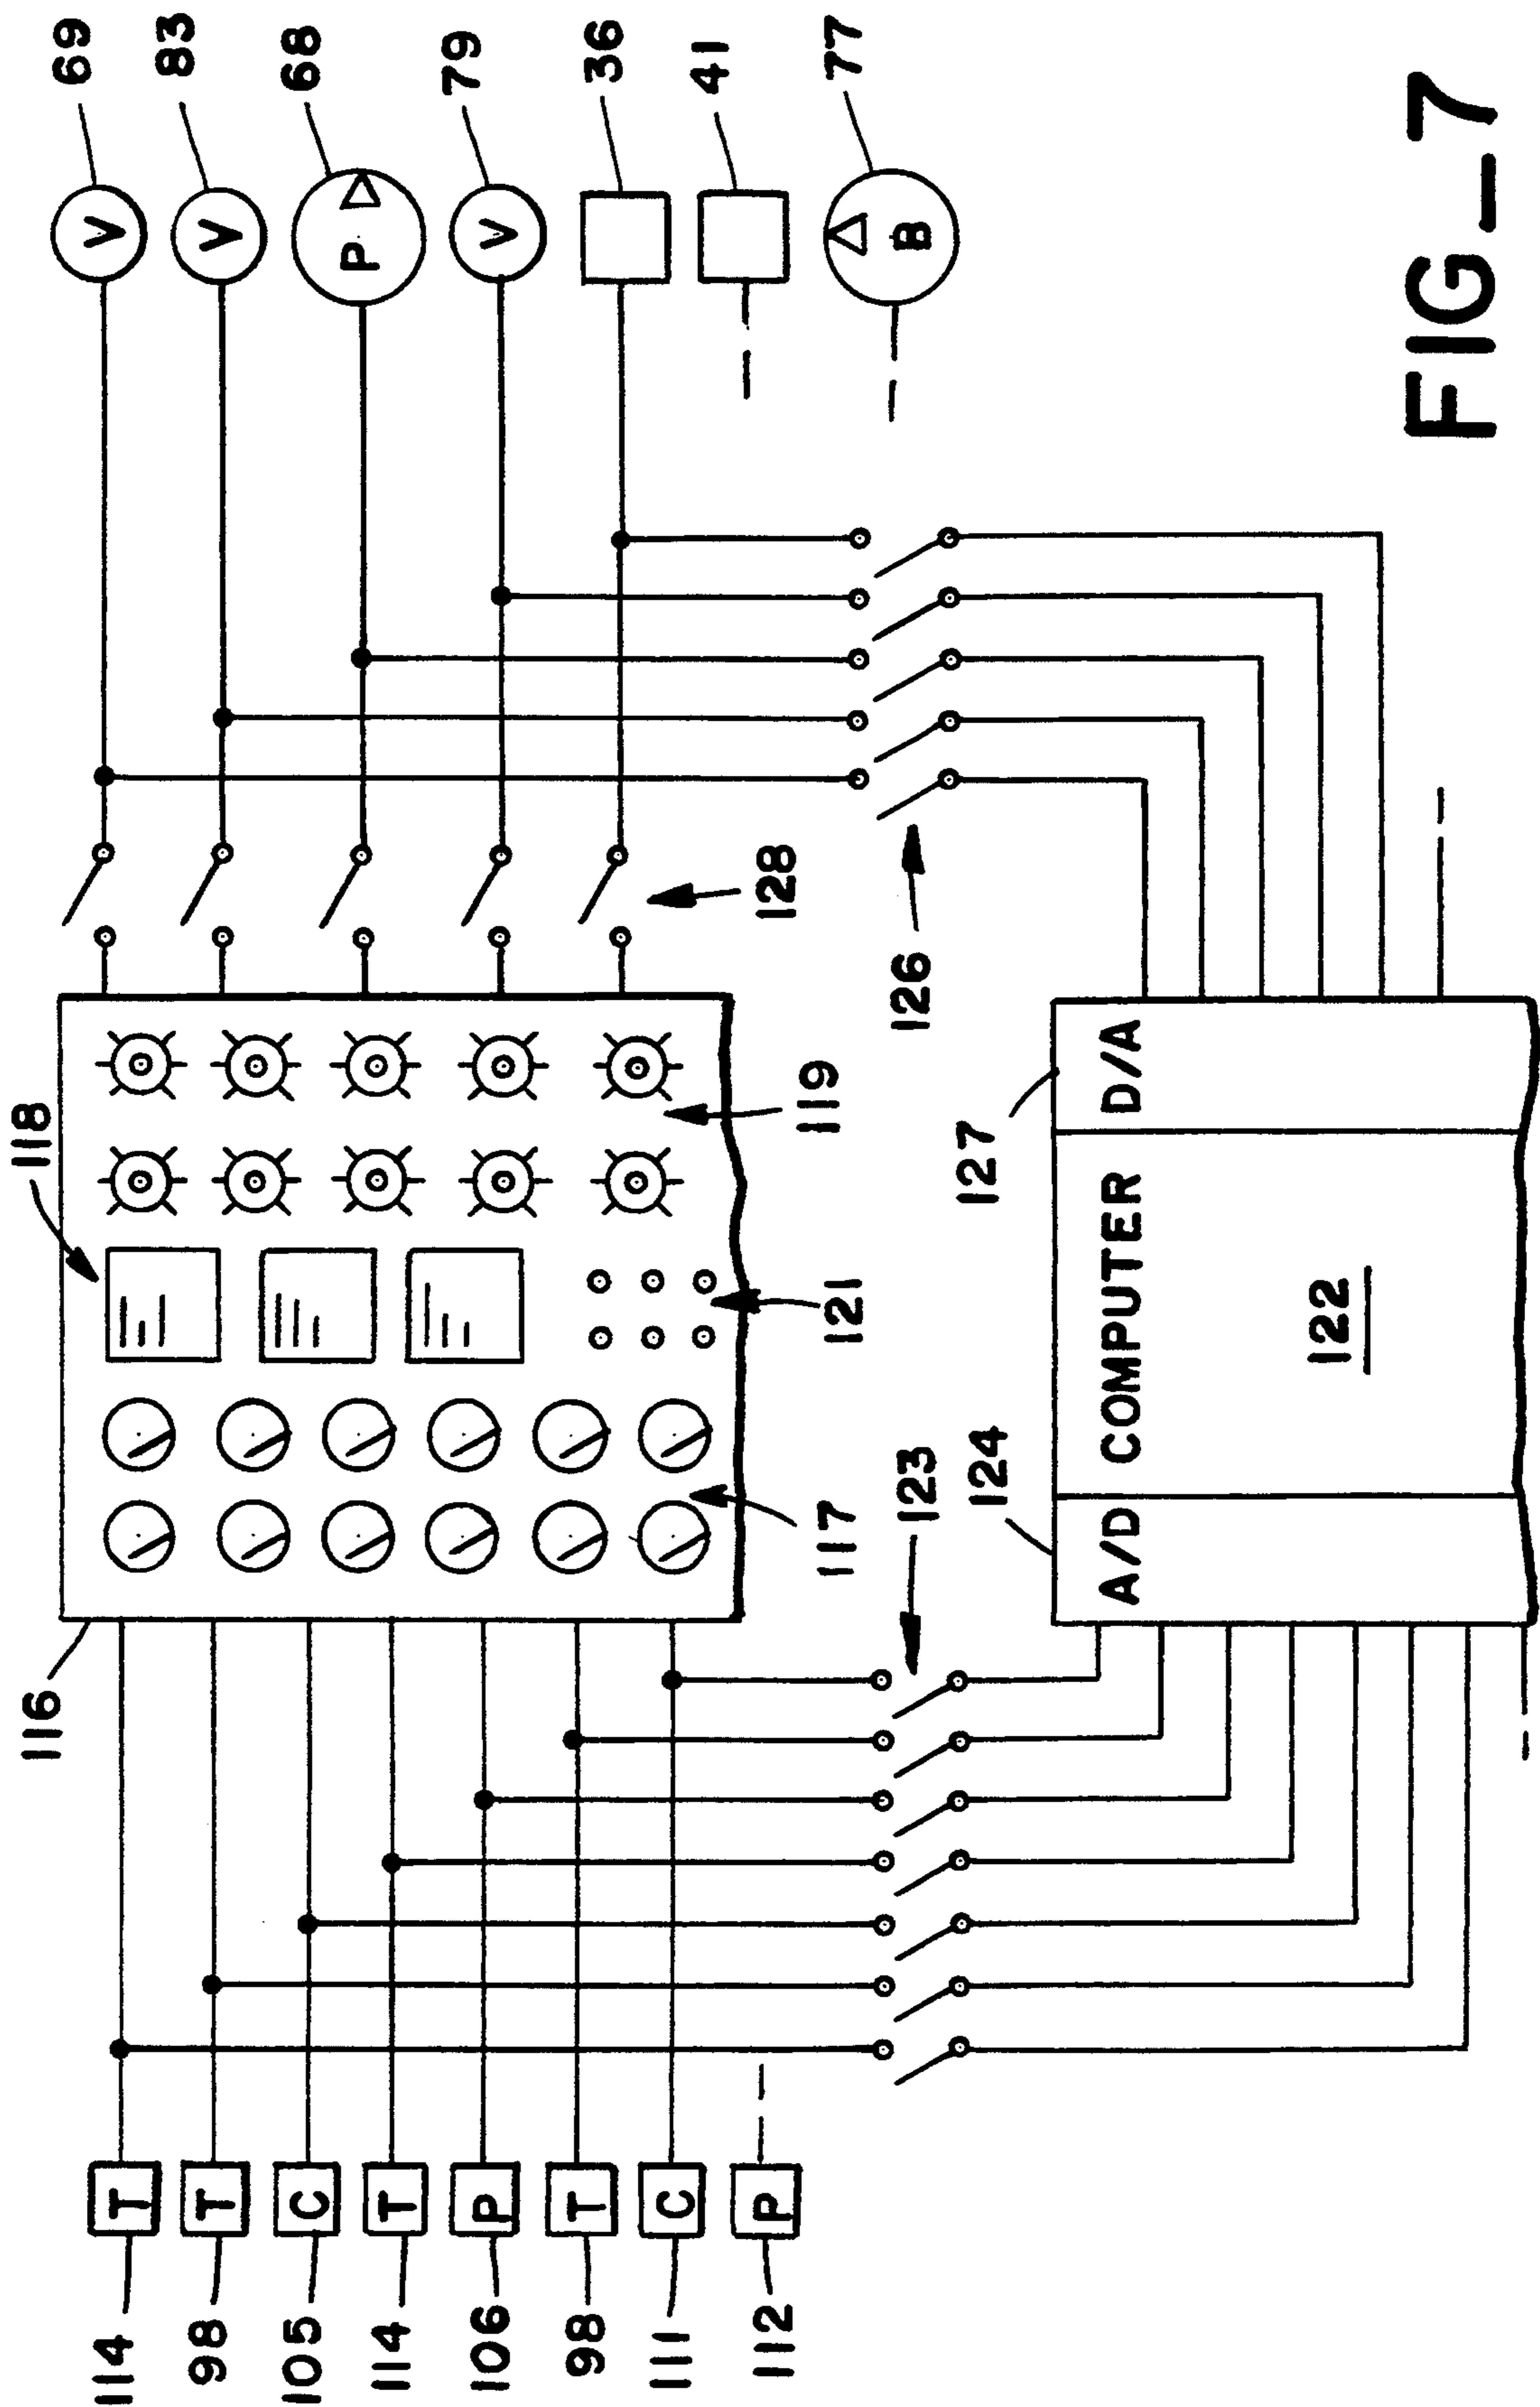 118
116
114 T
98 T
105 C
114 T
106 P
98 T
111 C
112 P
117
121
119
128
V 69
V 83
P 68
V 79
36
41
B 77
123
124
127
126
A/D COMPUTER D/A
122
FIG_7